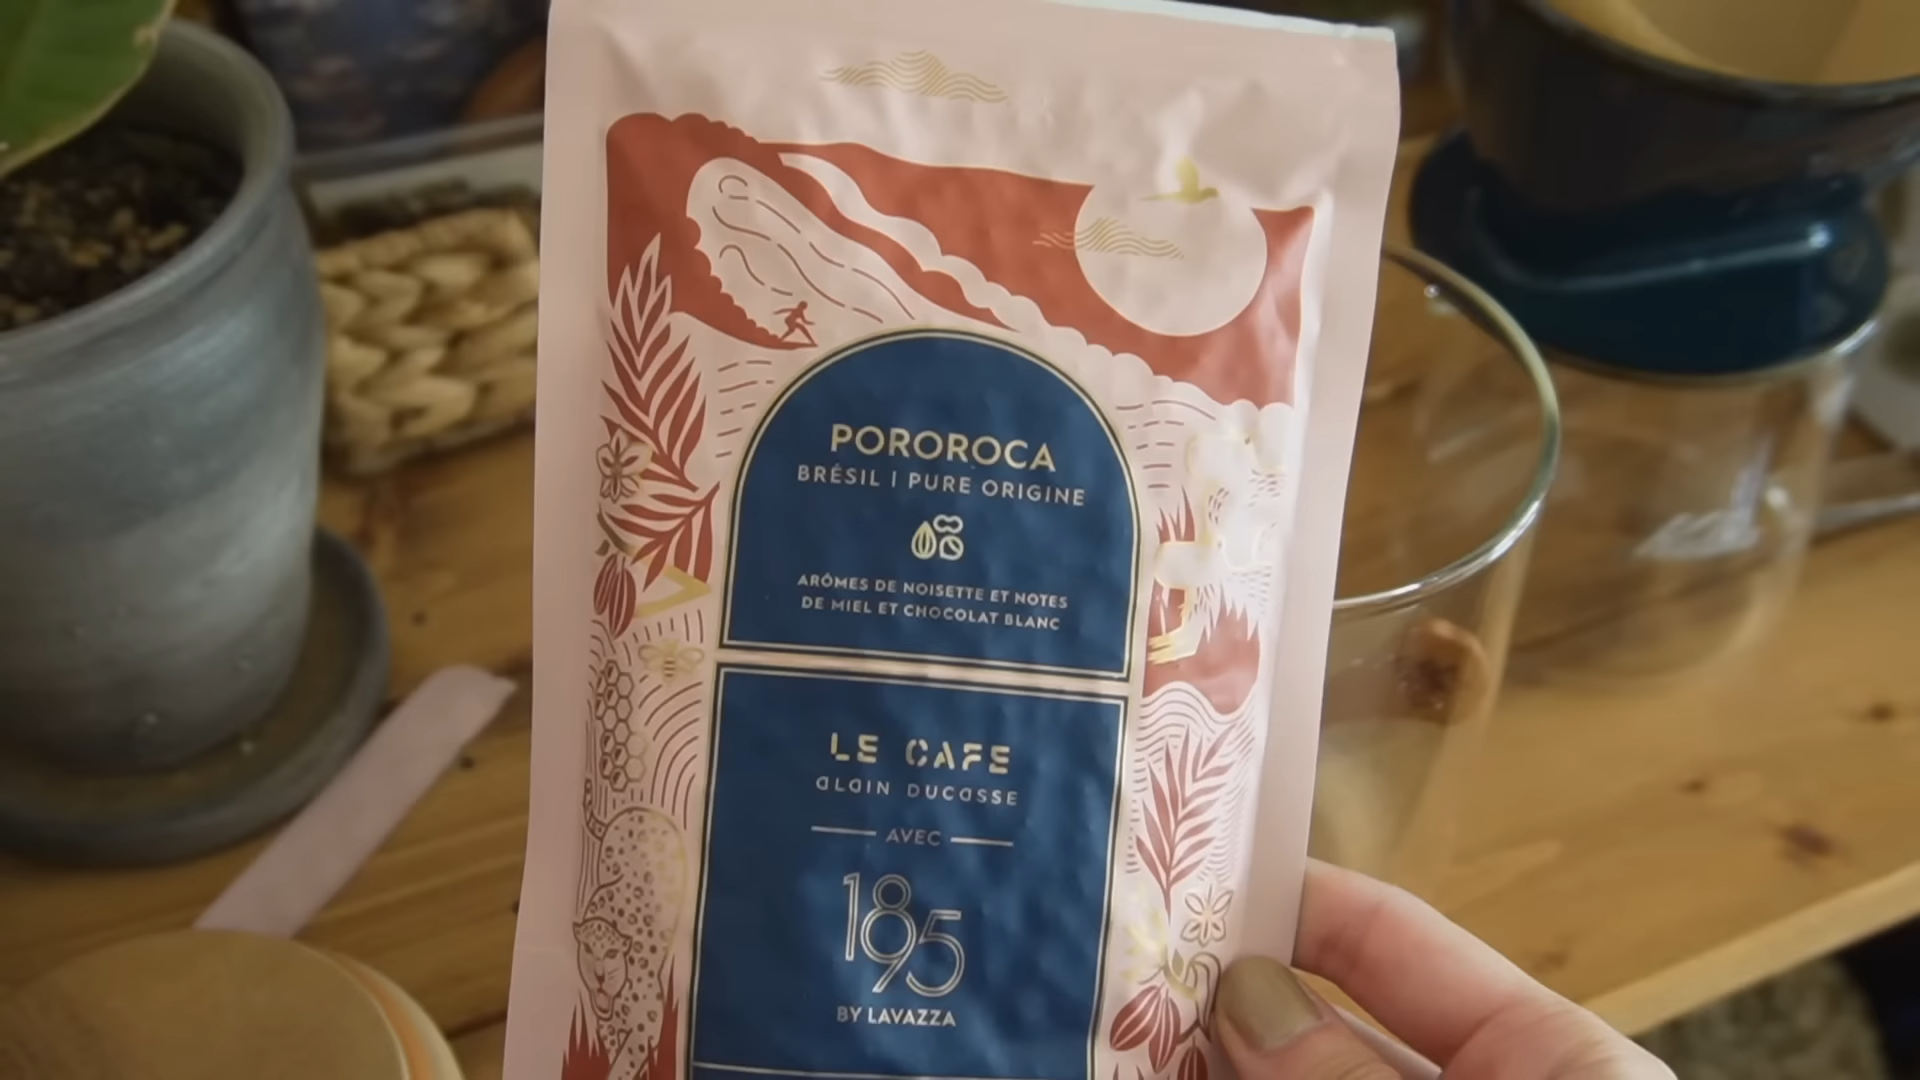 POROROCA
BRÉSIL | PURE ORIGINE
ARÔMES DE NOISETTE ET NOTES
DE MIEL ET CHOCOLAT BLANC
LE CAFE
alain ducasse
AVEC
1895
BY LAVAZZA